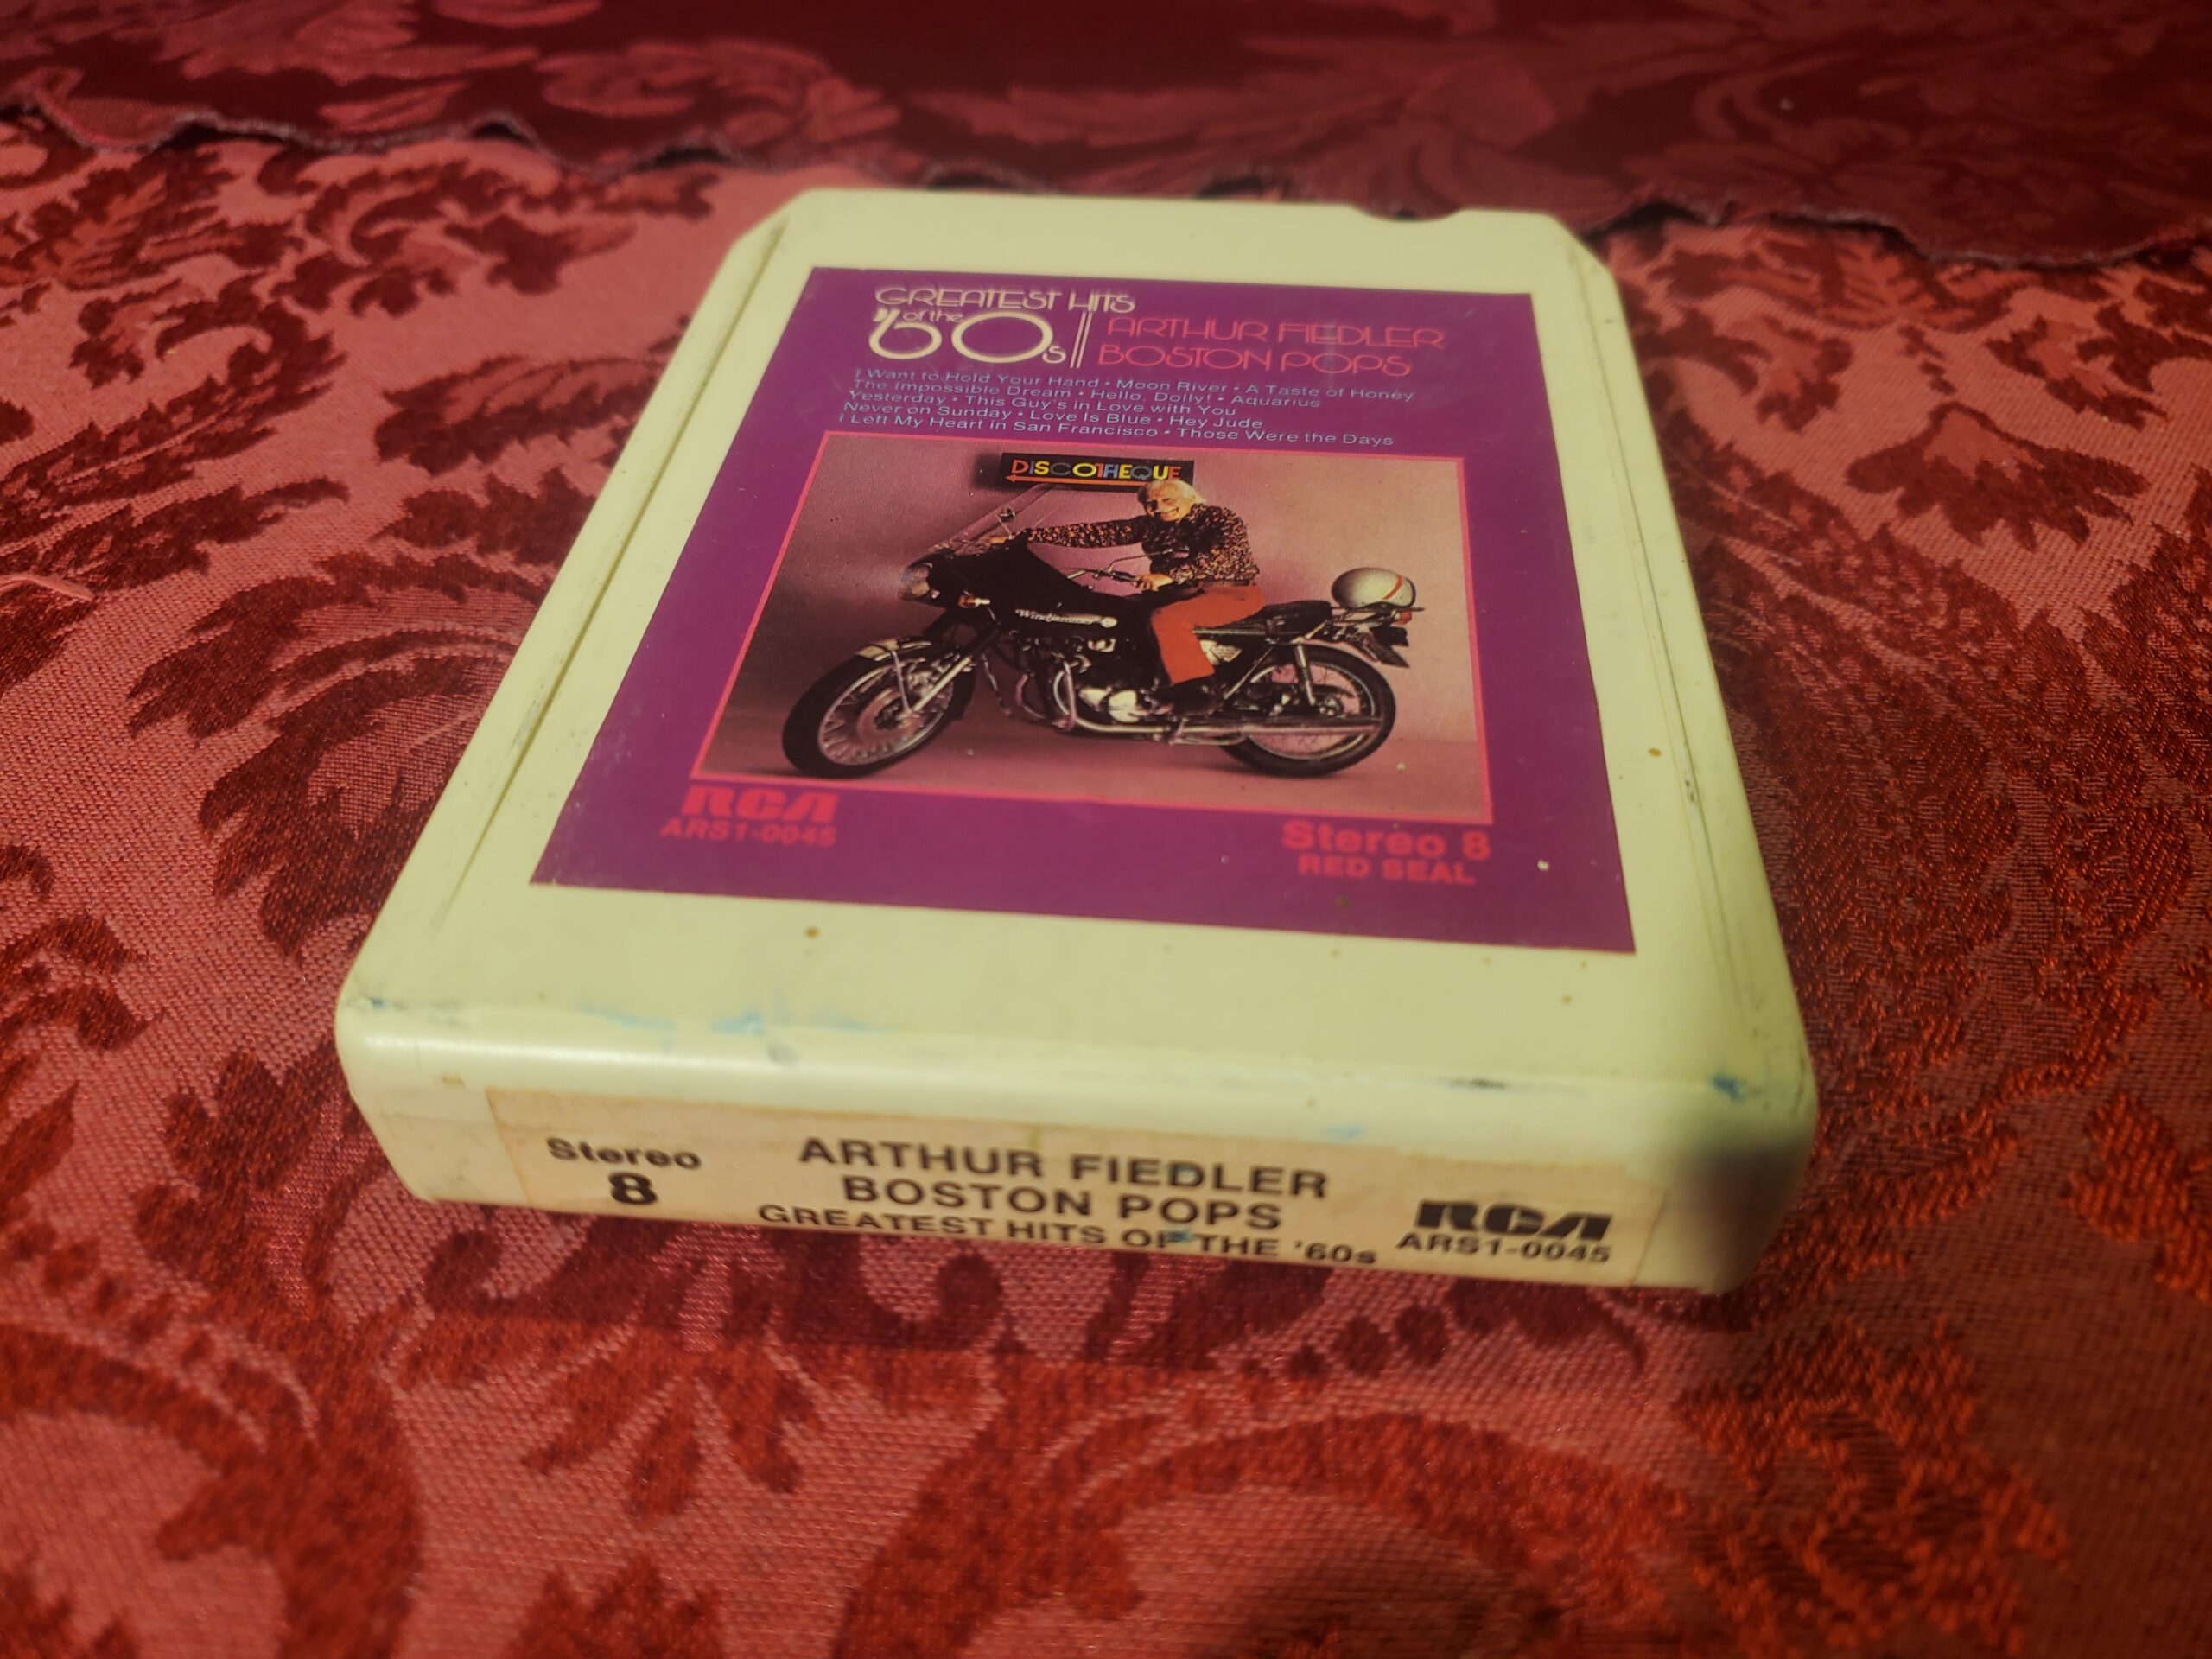 GREATEST HITS
of the
'60s
ARTHUR FIEDLER
BOSTON POPS
I Want to Hold Your Hand • Moon River • A Taste of Honey
The Impossible Dream • Hello, Dolly! • Aquarius
Yesterday • This Guy's in Love with You
Never on Sunday • Love Is Blue • Hey Jude
I Left My Heart in San Francisco • Those Were the Days
DISCOTHEQUE
Windjammer
RCA
ARS1-0045
Stereo 8
RED SEAL
Stereo
8
ARTHUR FIEDLER
BOSTON POPS
GREATEST HITS OF THE '60s
RCA
ARS1-0045